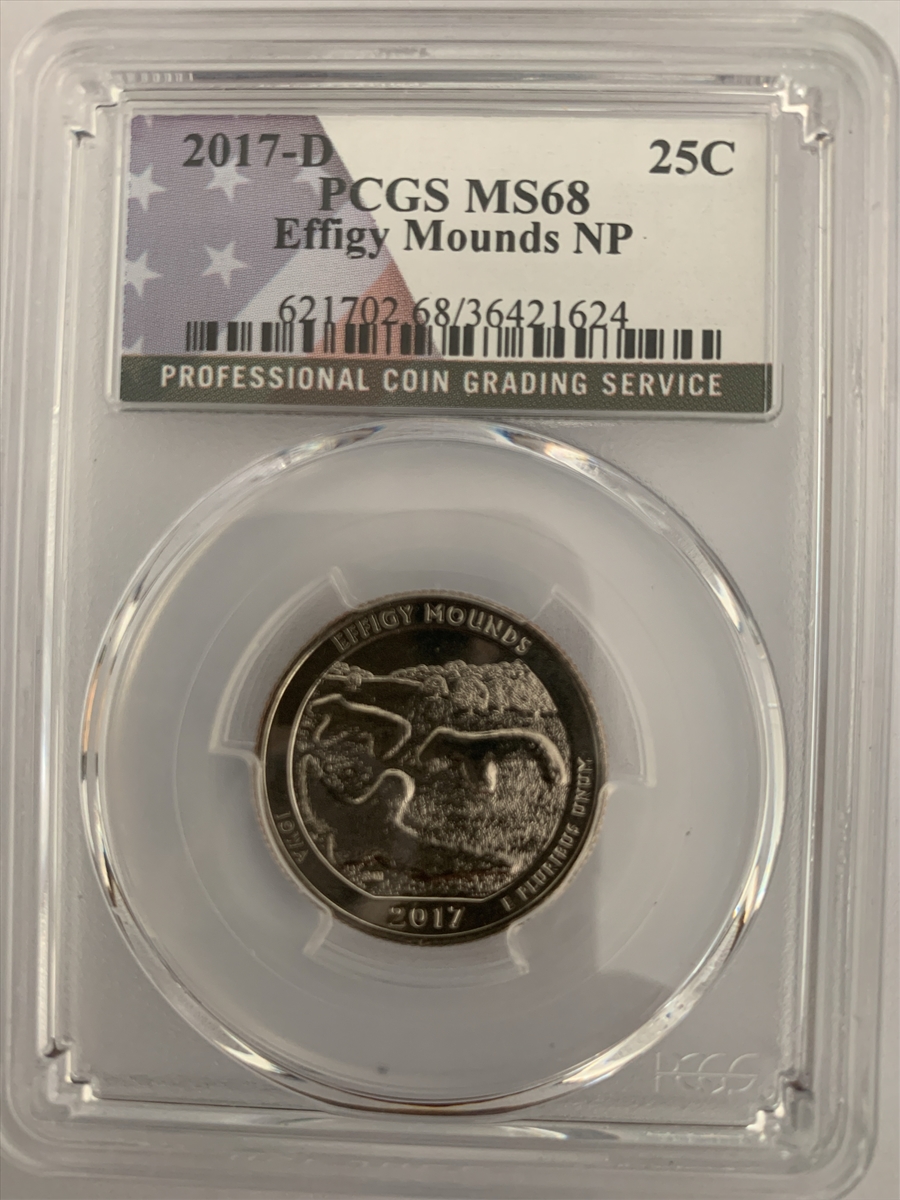 2017-D 25C
PCGS MS68
Effigy Mounds NP
621702.68/36421624
PROFESSIONAL COIN GRADING SERVICE
EFFIGY MOUNDS
IOWA
E PLURIBUS UNUM
2017
PCGS